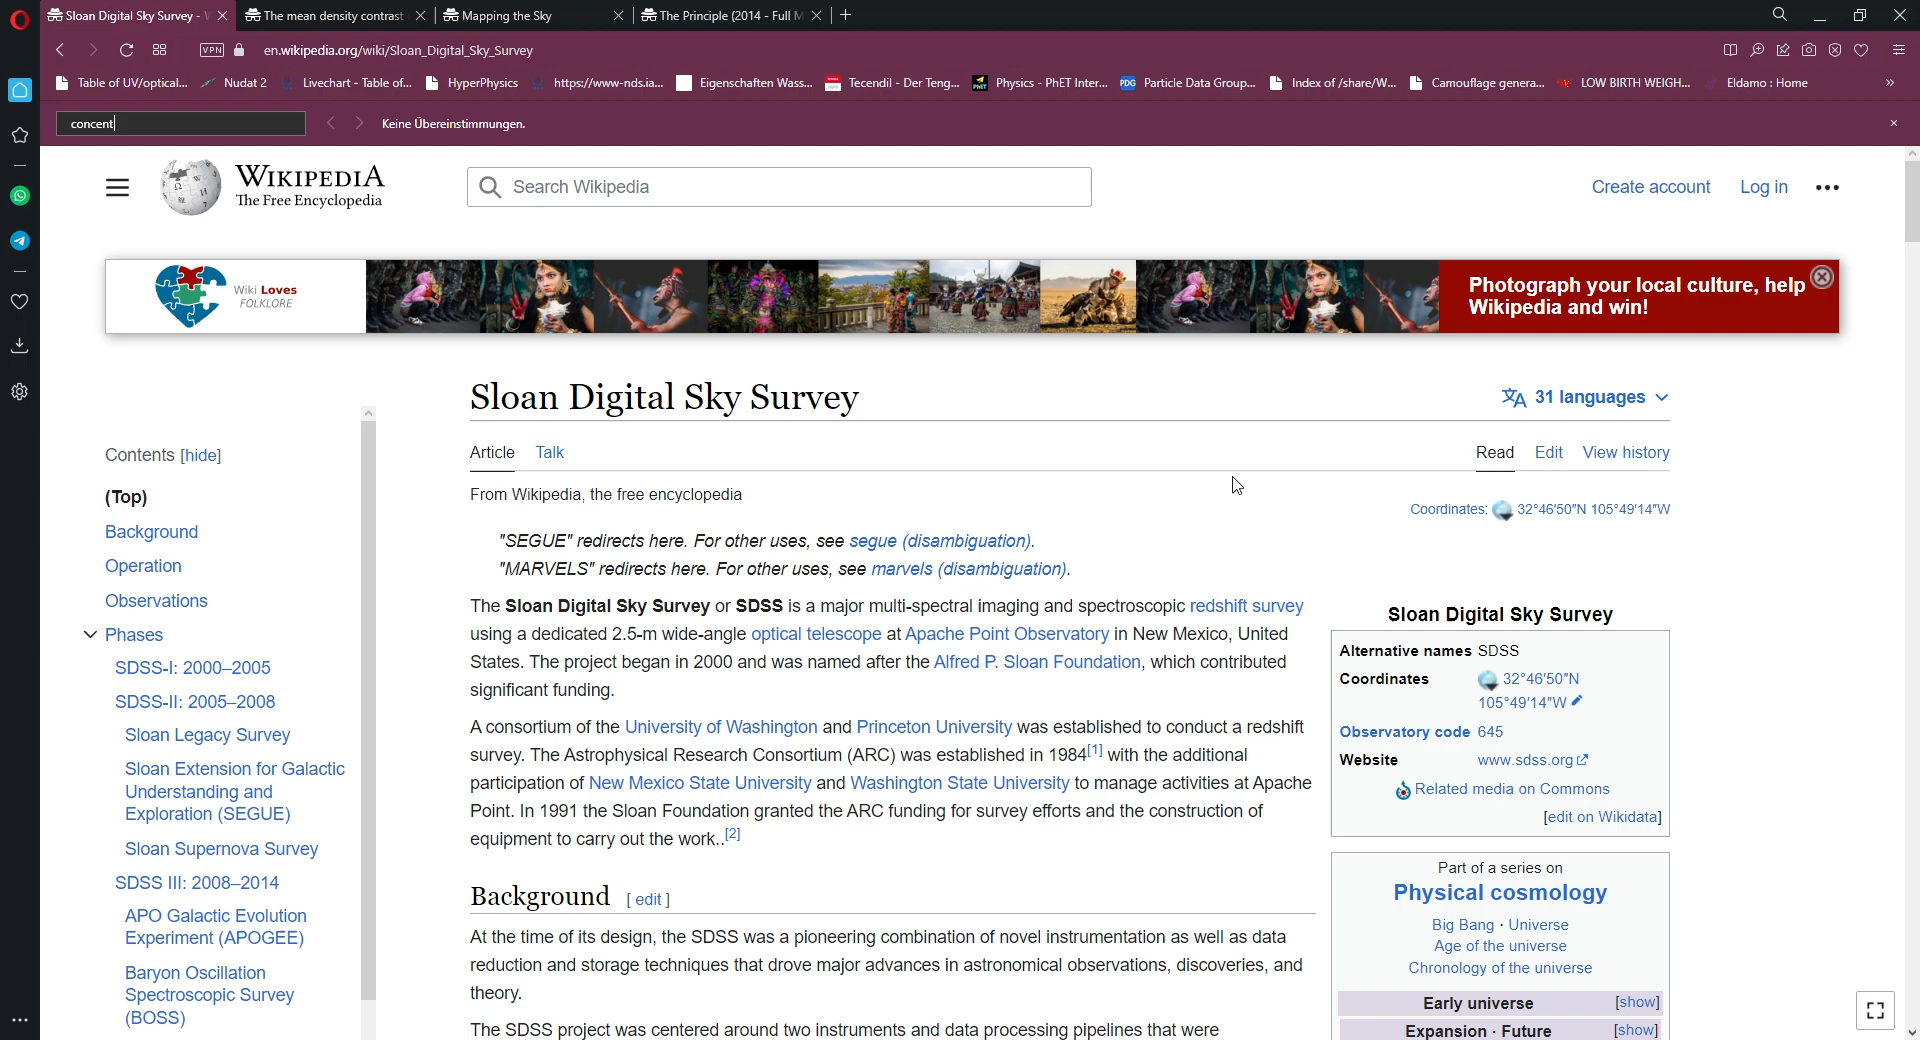 Sloan Digital Sky Survey -
The mean density contrast
Mapping the Sky
The Principle (2014 - Full M
VPN
en.wikipedia.org/wiki/Sloan_Digital_Sky_Survey
Table of UV/optical...
Nudat 2
Livechart - Table of...
HyperPhysics
https://www-nds.ia...
Eigenschaften Wass...
Tecendil - Der Teng...
Physics - PhET Inter...
PDG Particle Data Group...
Index of /share/W...
Camouflage genera...
LOW BIRTH WEIGH...
Eldamo : Home
concent
Keine Übereinstimmungen.
WIKIPEDIA
The Free Encyclopedia
Search Wikipedia
Create account
Log in
Wiki Loves
FOLKLORE
Photograph your local culture, help
Wikipedia and win!
Sloan Digital Sky Survey
31 languages
Article Talk
Read Edit View history
From Wikipedia, the free encyclopedia
Coordinates: 32°46′50″N 105°49′14″W
Contents [hide]
(Top)
Background
Operation
Observations
Phases
SDSS-I: 2000–2005
SDSS-II: 2005–2008
Sloan Legacy Survey
Sloan Extension for Galactic
Understanding and
Exploration (SEGUE)
Sloan Supernova Survey
SDSS III: 2008–2014
APO Galactic Evolution
Experiment (APOGEE)
Baryon Oscillation
Spectroscopic Survey
(BOSS)
"SEGUE" redirects here. For other uses, see segue (disambiguation).
"MARVELS" redirects here. For other uses, see marvels (disambiguation).
The Sloan Digital Sky Survey or SDSS is a major multi-spectral imaging and spectroscopic redshift survey
using a dedicated 2.5-m wide-angle optical telescope at Apache Point Observatory in New Mexico, United
States. The project began in 2000 and was named after the Alfred P. Sloan Foundation, which contributed
significant funding.
A consortium of the University of Washington and Princeton University was established to conduct a redshift
survey. The Astrophysical Research Consortium (ARC) was established in 1984[1] with the additional
participation of New Mexico State University and Washington State University to manage activities at Apache
Point. In 1991 the Sloan Foundation granted the ARC funding for survey efforts and the construction of
equipment to carry out the work..[2]
Background [ edit ]
At the time of its design, the SDSS was a pioneering combination of novel instrumentation as well as data
reduction and storage techniques that drove major advances in astronomical observations, discoveries, and
theory.
The SDSS project was centered around two instruments and data processing pipelines that were
Sloan Digital Sky Survey
Alternative names SDSS
Coordinates 32°46′50″N
105°49′14″W
Observatory code 645
Website www.sdss.org
Related media on Commons
[edit on Wikidata]
Part of a series on
Physical cosmology
Big Bang · Universe
Age of the universe
Chronology of the universe
Early universe [show]
Expansion · Future [show]